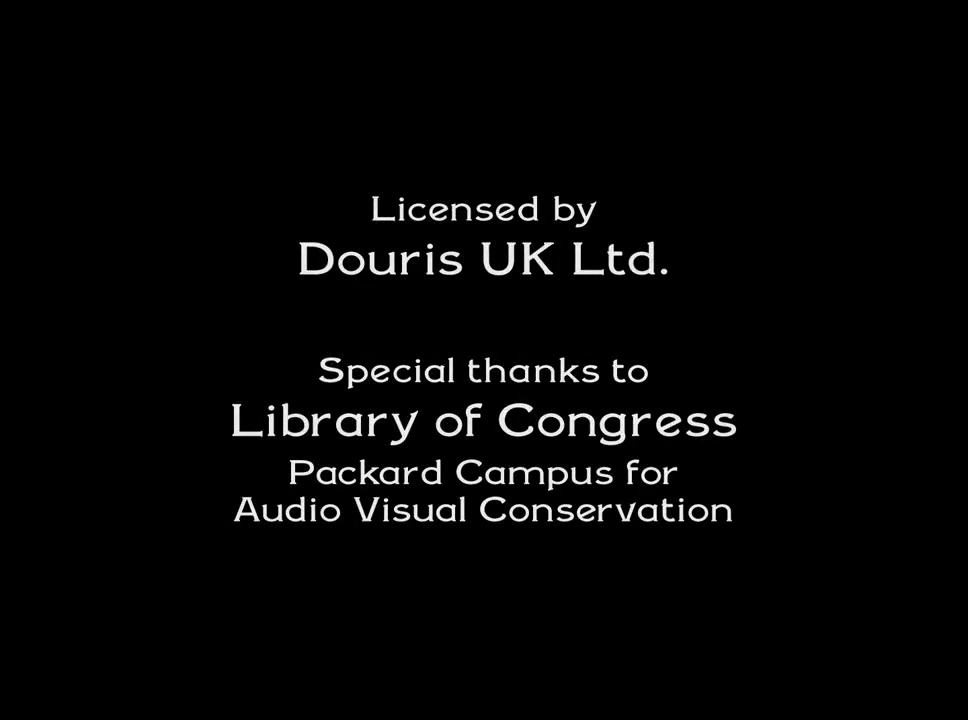 Licensed by
Douris UK Ltd.
Special thanks to
Library of Congress
Packard Campus for
Audio Visual Conservation